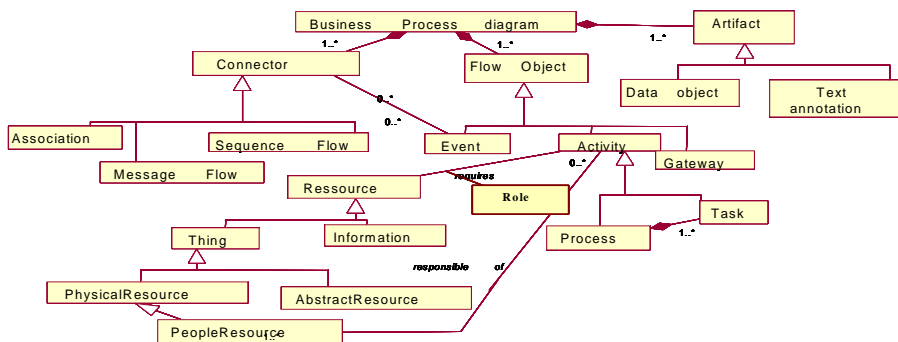 Business Process diagram
Artifact
1..*
1..*
1..*
Connector
Flow Object
Data object
Text
annotation
0..*
0..*
Association
Sequence Flow
Event
Activity
Message Flow
0..*
Gateway
requires
Ressource
Role
Task
Thing
Information
Process
1..*
responsible of
PhysicalResource
AbstractResource
PeopleResource